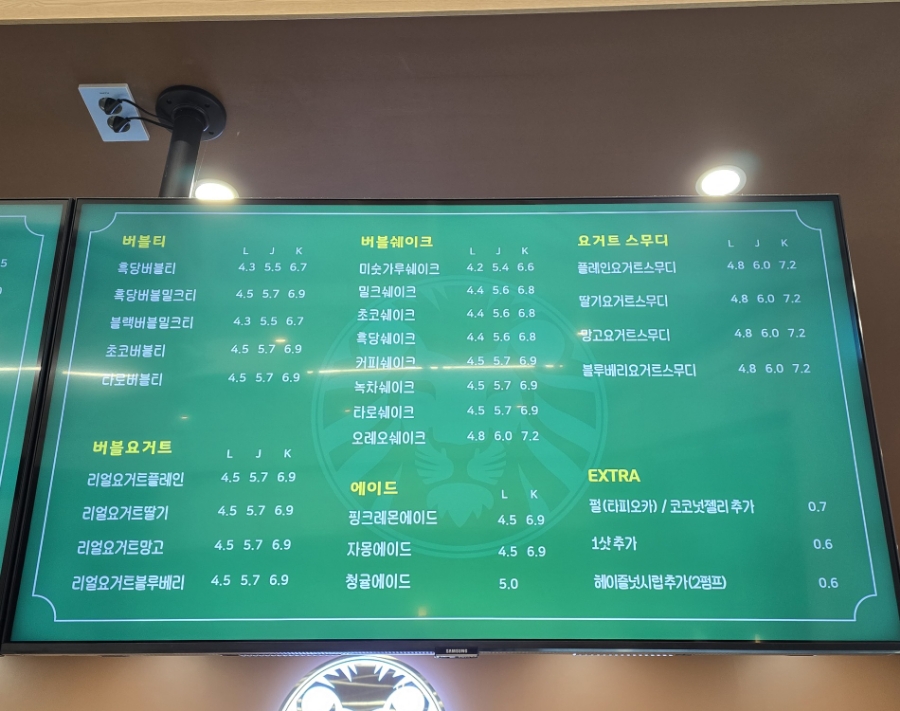 5
버블티 L J K
흑당버블티 4.3 5.5 6.7
흑당버블밀크티 4.5 5.7 6.9
블랙버블밀크티 4.3 5.5 6.7
초코버블티 4.5 5.7 6.9
타로버블티 4.5 5.7 6.9
버블요거트 L J K
리얼요거트플레인 4.5 5.7 6.9
리얼요거트딸기 4.5 5.7 6.9
리얼요거트망고 4.5 5.7 6.9
리얼요거트블루베리 4.5 5.7 6.9
버블쉐이크 L J K
미숫가루쉐이크 4.2 5.4 6.6
밀크쉐이크 4.4 5.6 6.8
초코쉐이크 4.4 5.6 6.8
흑당쉐이크 4.4 5.6 6.8
커피쉐이크 4.5 5.7 6.9
녹차쉐이크 4.5 5.7 6.9
타로쉐이크 4.5 5.7 6.9
오레오쉐이크 4.8 6.0 7.2
에이드 L K
핑크레몬에이드 4.5 6.9
자몽에이드 4.5 6.9
청귤에이드 5.0
요거트 스무디 L J K
플레인요거트스무디 4.8 6.0 7.2
딸기요거트스무디 4.8 6.0 7.2
망고요거트스무디 4.8 6.0 7.2
블루베리요거트스무디 4.8 6.0 7.2
EXTRA
펄(타피오카) / 코코넛젤리 추가 0.7
1샷 추가 0.6
헤이즐넛시럽 추가(2펌프) 0.6
SAMSUNG